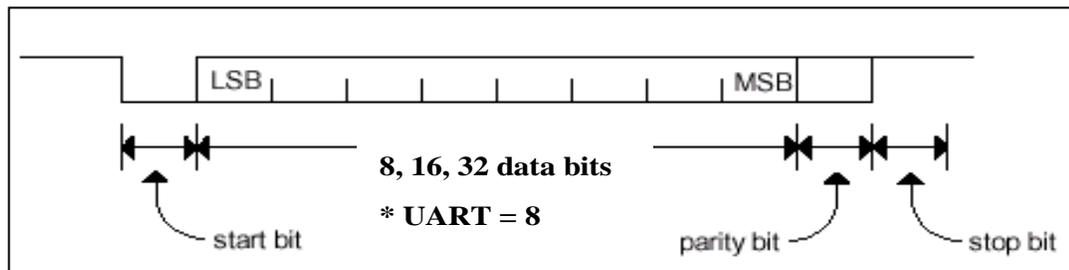 LSB MSB
8, 16, 32 data bits
* UART = 8
start bit parity bit stop bit